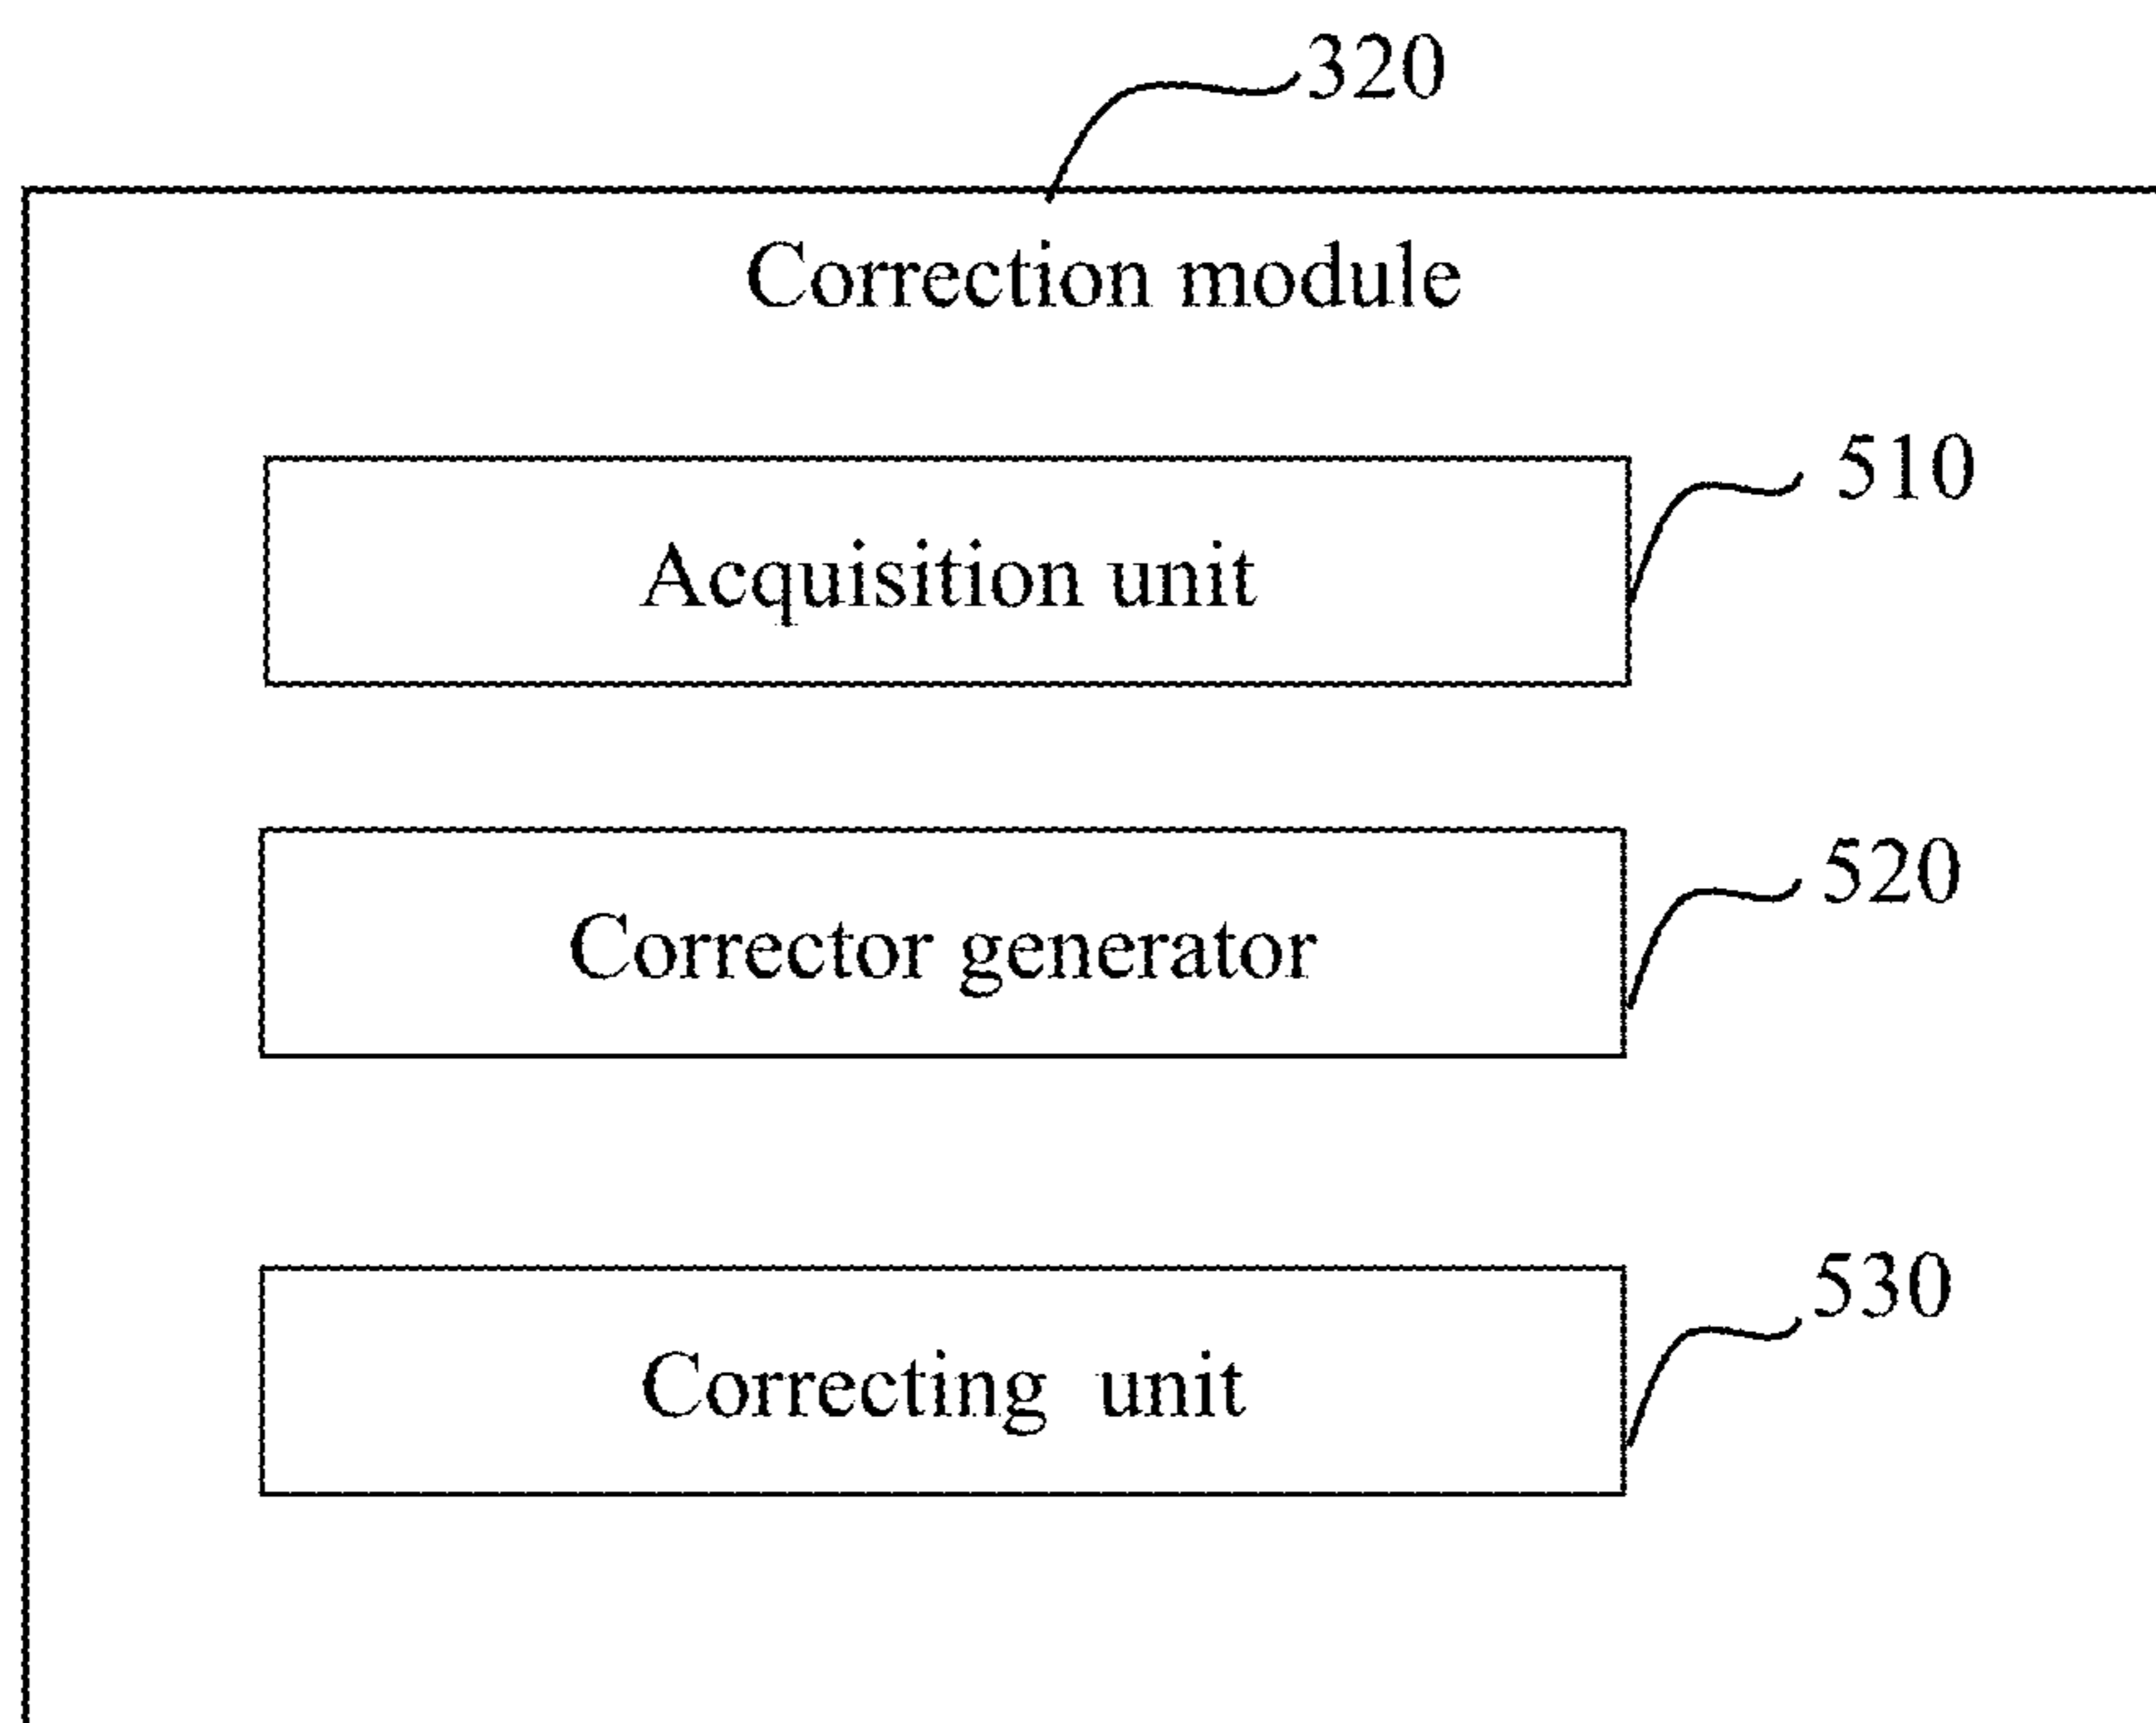 320
Correction module
510
Acquisition unit
520
Corrector generator
530
Correcting unit